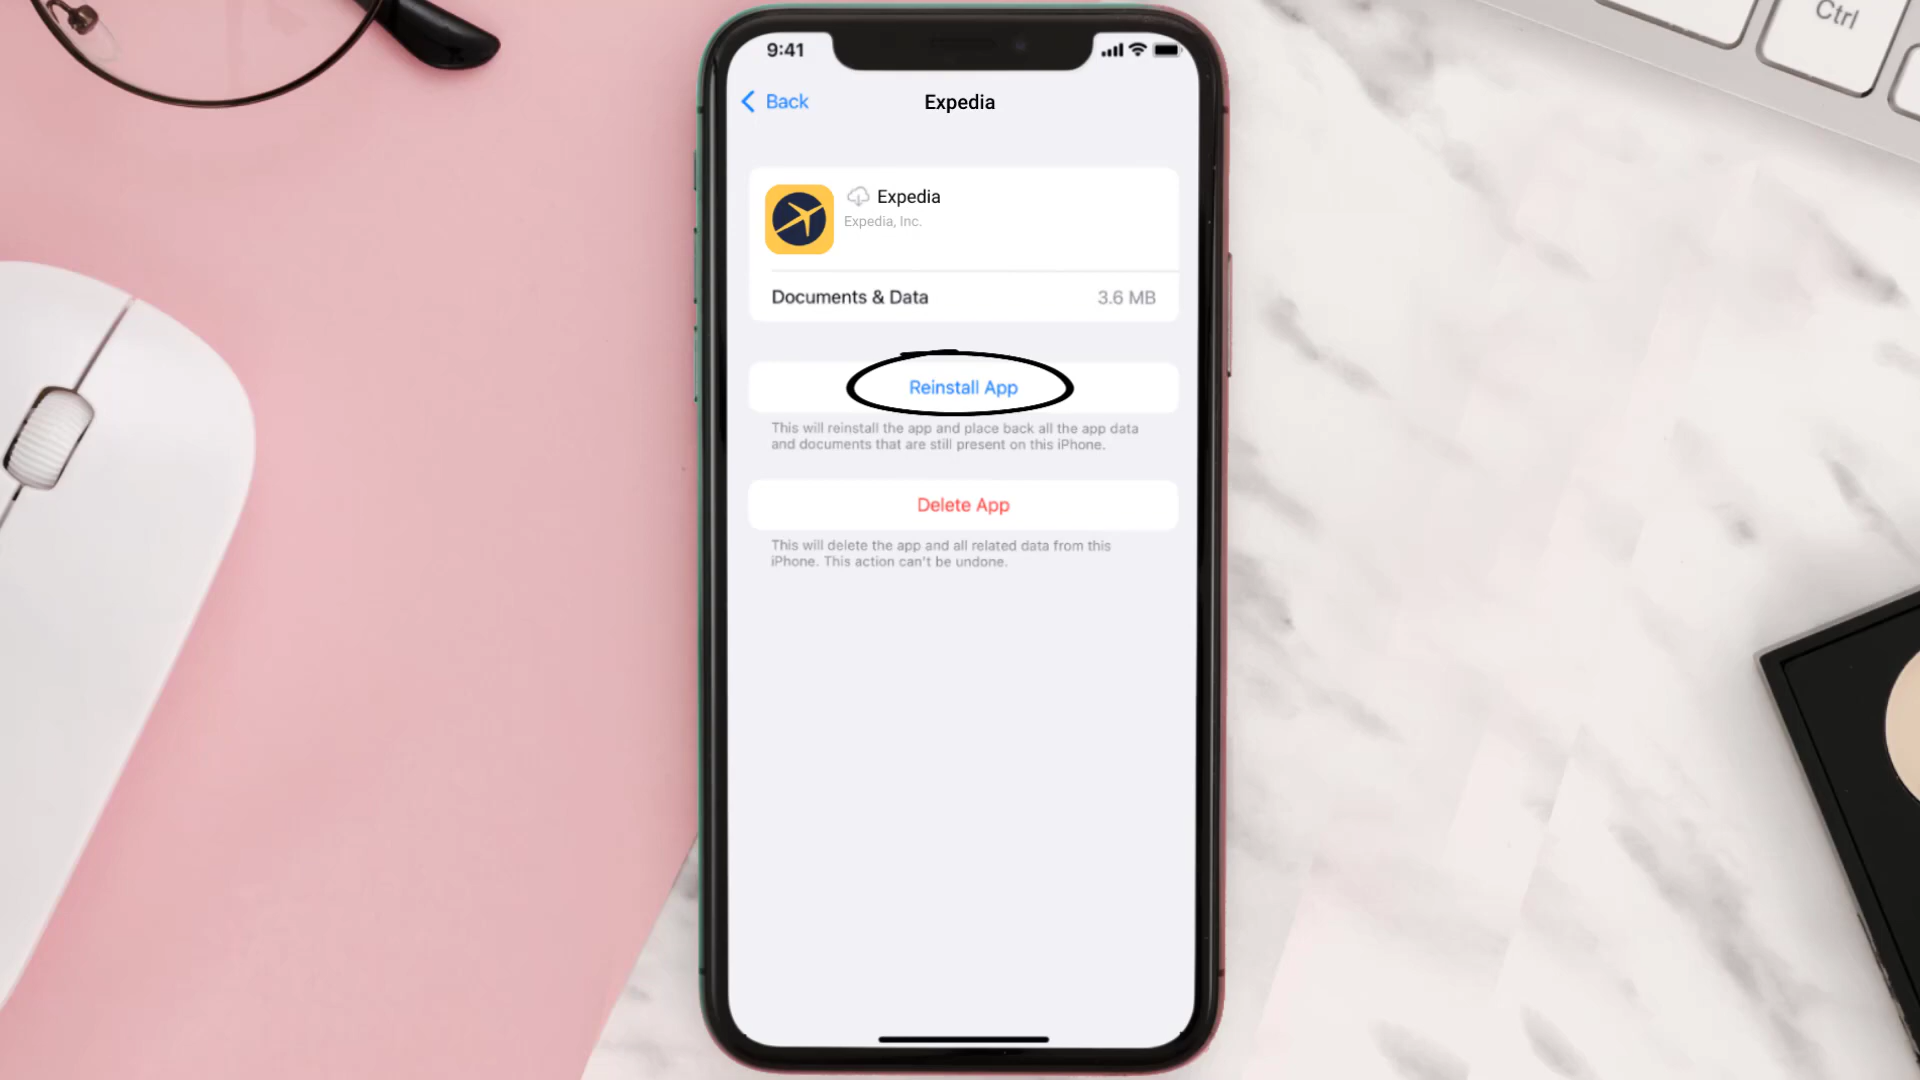 Ctrl
9:41
Back
Expedia
Expedia
Expedia, Inc.
Documents & Data 3.6 MB
Reinstall App
This will reinstall the app and place back all the app data
and documents that are still present on this iPhone.
Delete App
This will delete the app and all related data from this
iPhone. This action can't be undone.